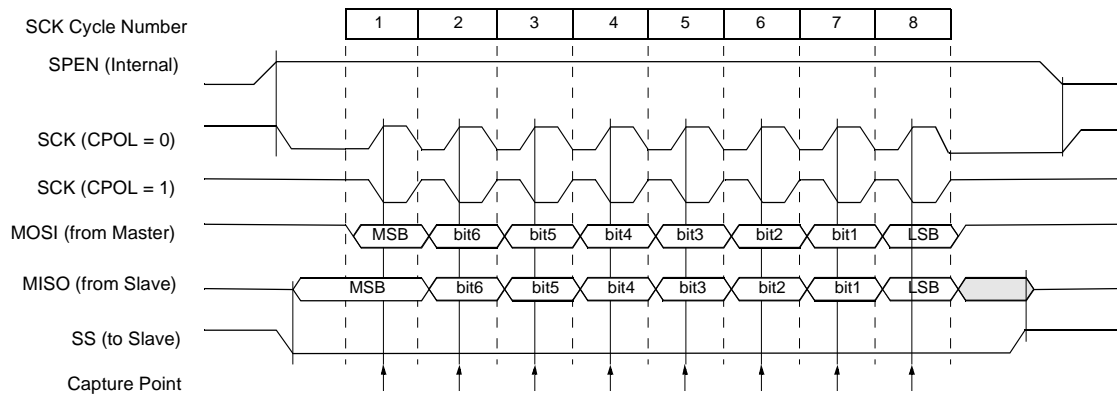 SCK Cycle Number 1 2 3 4 5 6 7 8
SPEN (Internal)
SCK (CPOL = 0)
SCK (CPOL = 1)
MOSI (from Master) MSB bit6 bit5 bit4 bit3 bit2 bit1 LSB
MISO (from Slave) MSB bit6 bit5 bit4 bit3 bit2 bit1 LSB
SS (to Slave)
Capture Point